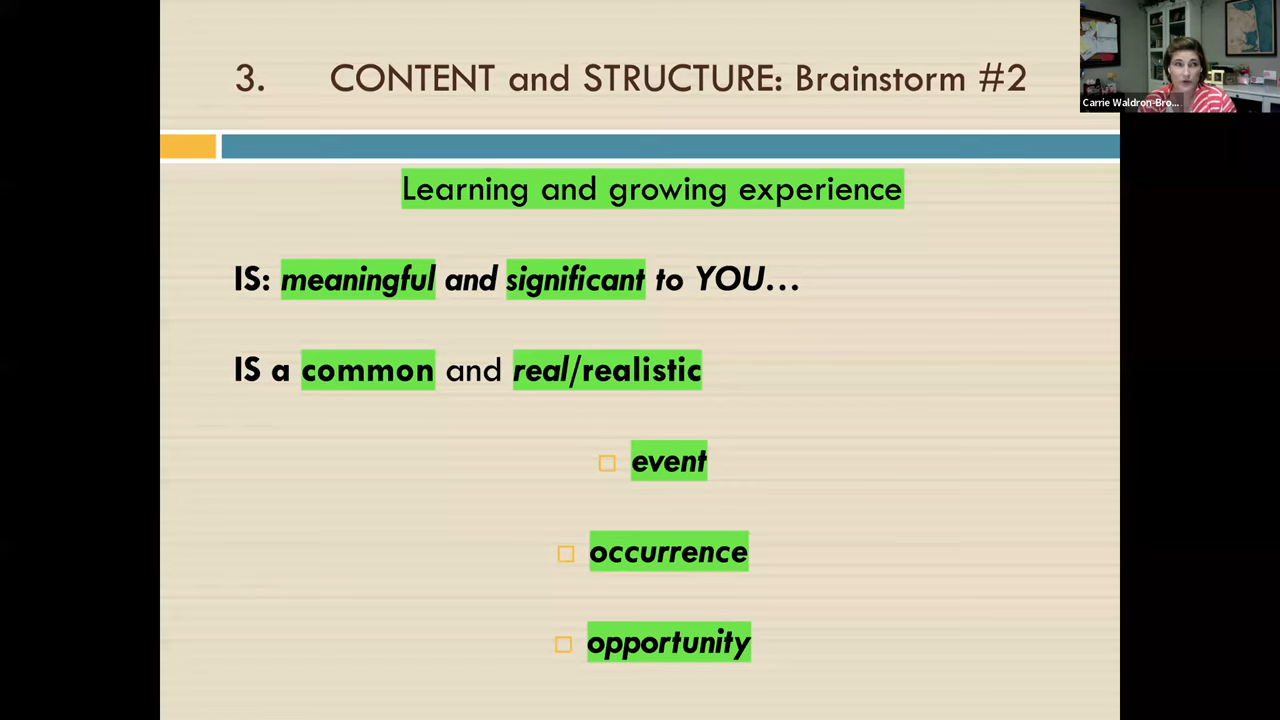 3. CONTENT and STRUCTURE: Brainstorm #2
Carrie Waldron-Bro...
Learning and growing experience
IS: meaningful and significant to YOU...
IS a common and real/realistic
event
occurrence
opportunity